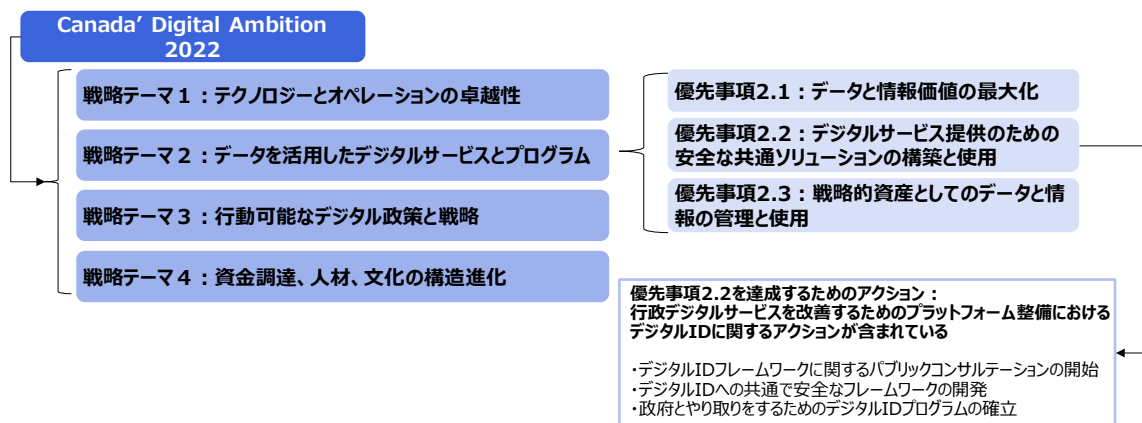 Canada’ Digital Ambition
2022
戦略テーマ１：テクノロジーとオペレーションの卓越性
戦略テーマ２：データを活用したデジタルサービスとプログラム
戦略テーマ３：行動可能なデジタル政策と戦略
戦略テーマ４：資金調達、人材、文化の構造進化
優先事項2.1：データと情報価値の最大化
優先事項2.2：デジタルサービス提供のための
安全な共通ソリューションの構築と使用
優先事項2.3：戦略的資産としてのデータと情
報の管理と使用
優先事項2.2を達成するためのアクション：
行政デジタルサービスを改善するためのプラットフォーム整備における
デジタルIDに関するアクションが含まれている
・デジタルIDフレームワークに関するパブリックコンサルテーションの開始
・デジタルIDへの共通で安全なフレームワークの開発
・政府とやり取りをするためのデジタルIDプログラムの確立